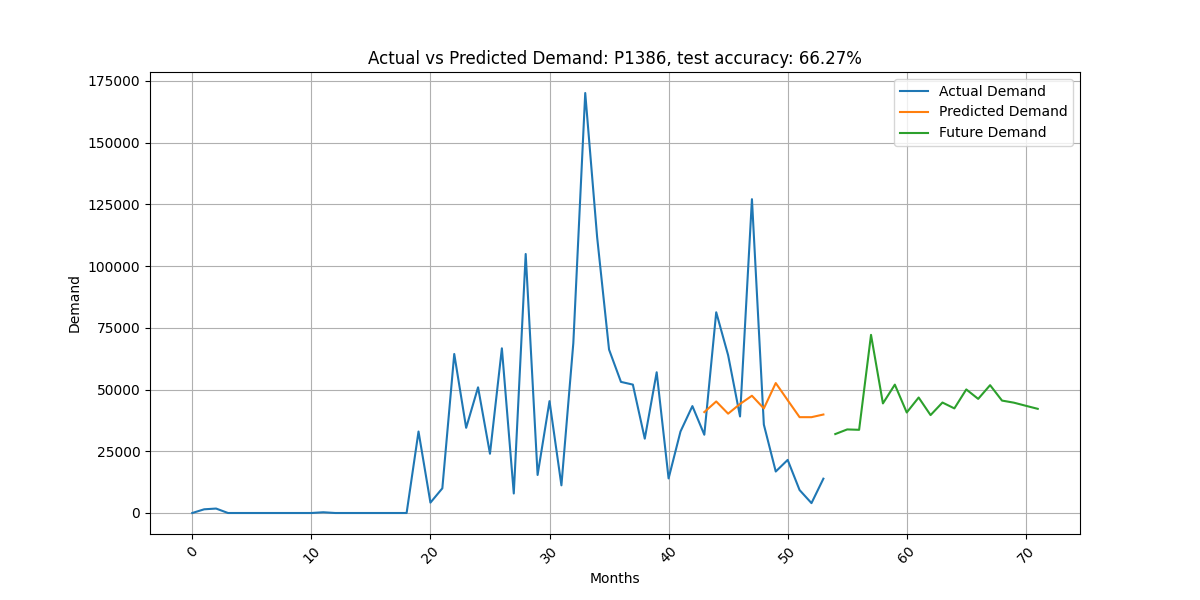 Actual vs Predicted Demand: P1386, test accuracy: 66.27%
Actual Demand
Predicted Demand
Future Demand
175000
150000
125000
100000
75000
50000
25000
0
Demand
0
10
20
30
40
50
60
70
Months